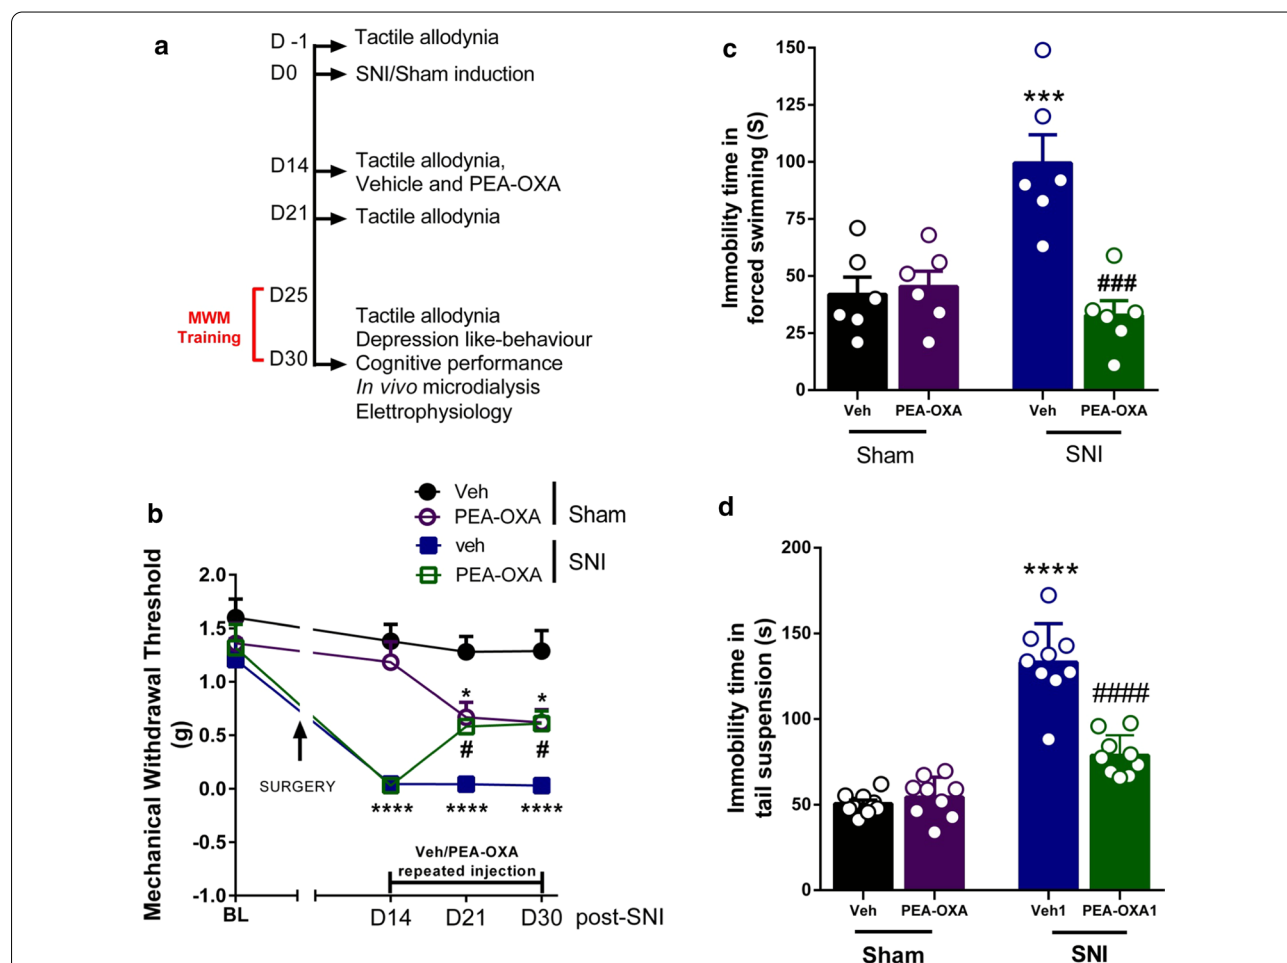 a
D -1
Tactile allodynia
D0
SNI/Sham induction
D14
Tactile allodynia,
Vehicle and PEA-OXA
D21
Tactile allodynia
D25
MWM
Training
D30
Tactile allodynia
Depression like-behaviour
Cognitive performance
In vivo microdialysis
Elettrophysiology
b
Veh
PEA-OXA
Sham
veh
PEA-OXA
SNI
Mechanical Withdrawal Threshold
(g)
2.0
1.5
1.0
0.5
0.0
-0.5
-1.0
SURGERY
* *
# #
**** **** ****
Veh/PEA-OXA
repeated injection
BL D14 D21 D30 post-SNI
c
Immobility time in
forced swimming (S)
150
125
100
75
50
25
0
***
###
Veh PEA-OXA Veh PEA-OXA
Sham SNI
d
Immobility time in
tail suspension (s)
200
150
100
50
0
****
####
Veh PEA-OXA Veh1 PEA-OXA1
Sham SNI